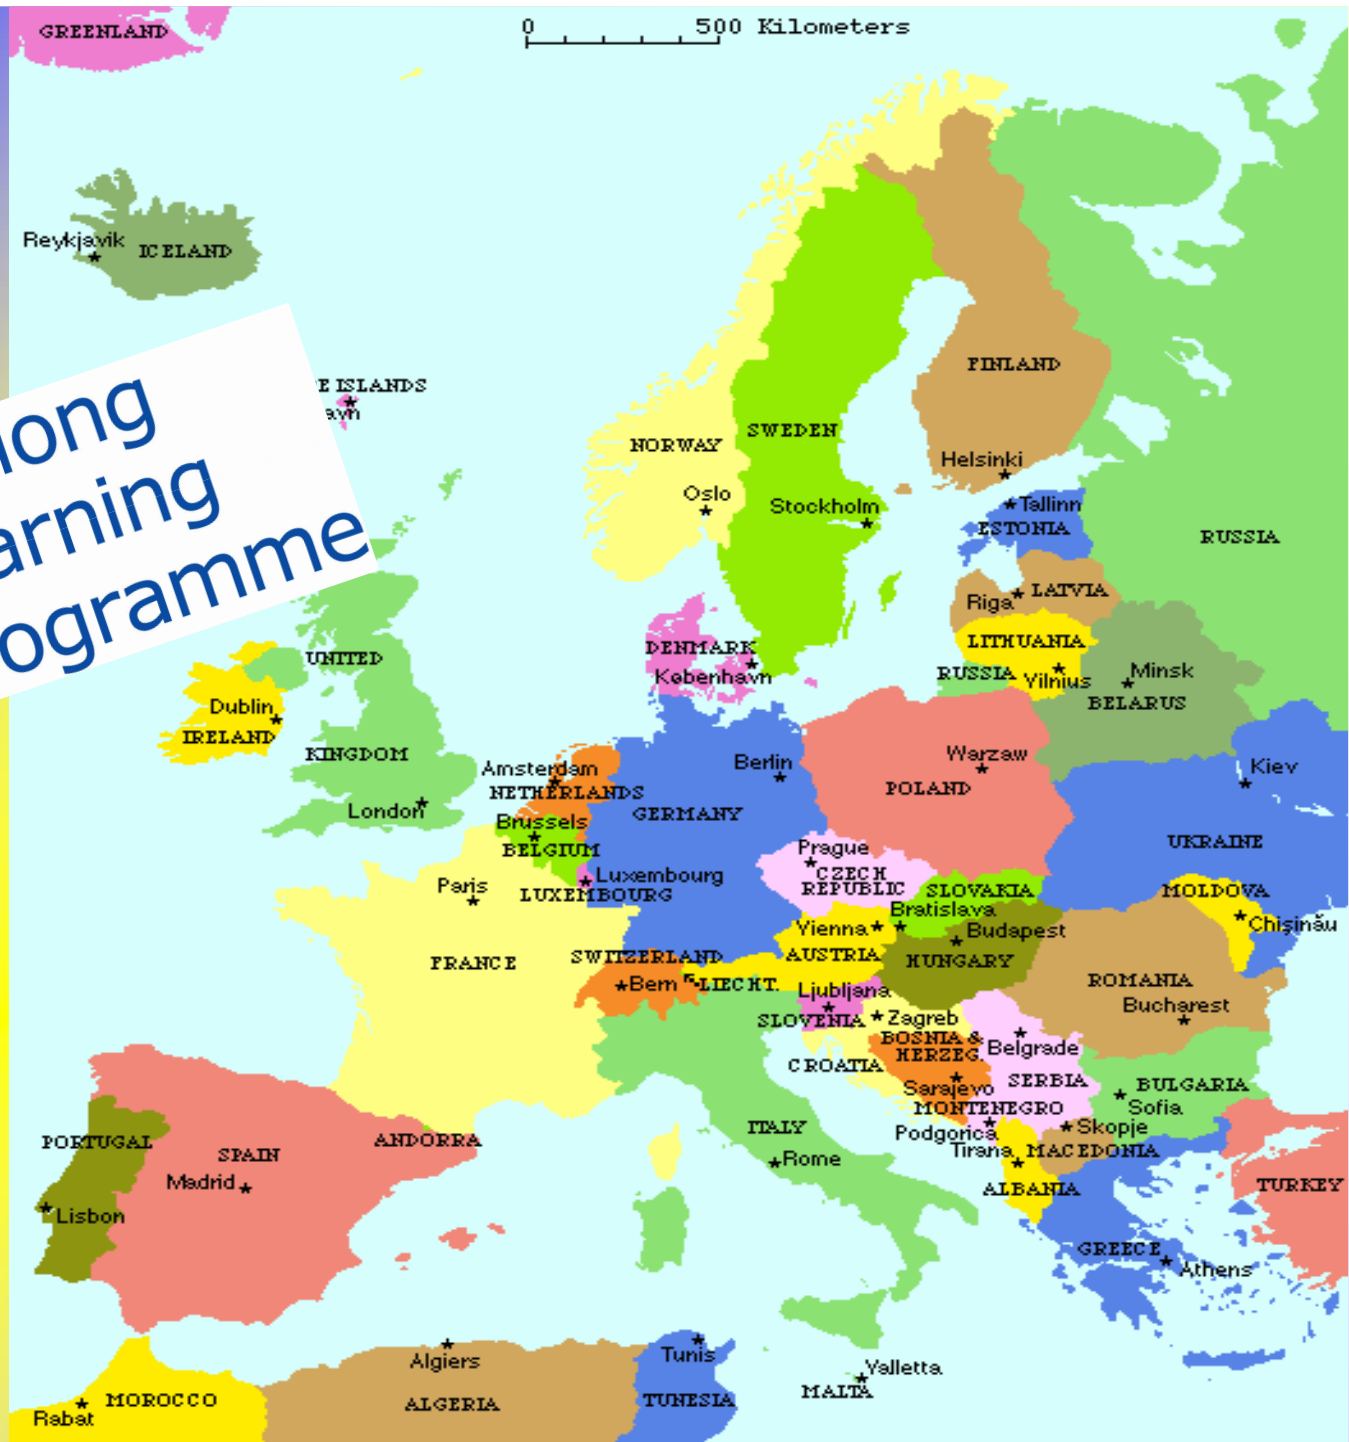 GREENLAND
0 500 Kilometers
Reykjavik
ICELAND
long
arning
ogramme
E ISLANDS
avn
FINLAND
NORWAY
SWEDEN
Helsinki
Oslo
Stockholm
Tallinn
ESTONIA
RUSSIA
LATVIA
Riga
LITHUANIA
DENMARK
UNITED
RUSSIA
Vilnius
Minsk
København
BELARUS
Dublin
IRELAND
KINGDOM
Warzaw
Berlin
Kiev
Amsterdam
NETHERLANDS
POLAND
London
GERMANY
Brussels
UKRAINE
BELGIUM
Prague
CZECH
REPUBLIC
Paris
Luxembourg
LUXEMBOURG
SLOVAKIA
MOLDOVA
Bratislava
Chişinău
Vienna
Budapest
AUSTRIA
SWITZERLAND
FRANCE
HUNGARY
Bern
LIECHT.
Ljubljana
ROMANIA
Bucharest
SLOVENIA
Zagreb
BOSNIA &
HERZEG.
Belgrade
CROATIA
Sarajevo
SERBIA
BULGARIA
MONTENEGRO
Sofia
PORTUGAL
SPAIN
ANDORRA
ITALY
Podgorica
Skopje
Tirana
MACEDONIA
Rome
Madrid
ALBANIA
TURKEY
Lisbon
GREECE
Athens
Algiers
Tunis
Valletta
MALTA
MOROCCO
ALGERIA
TUNESIA
Rabat